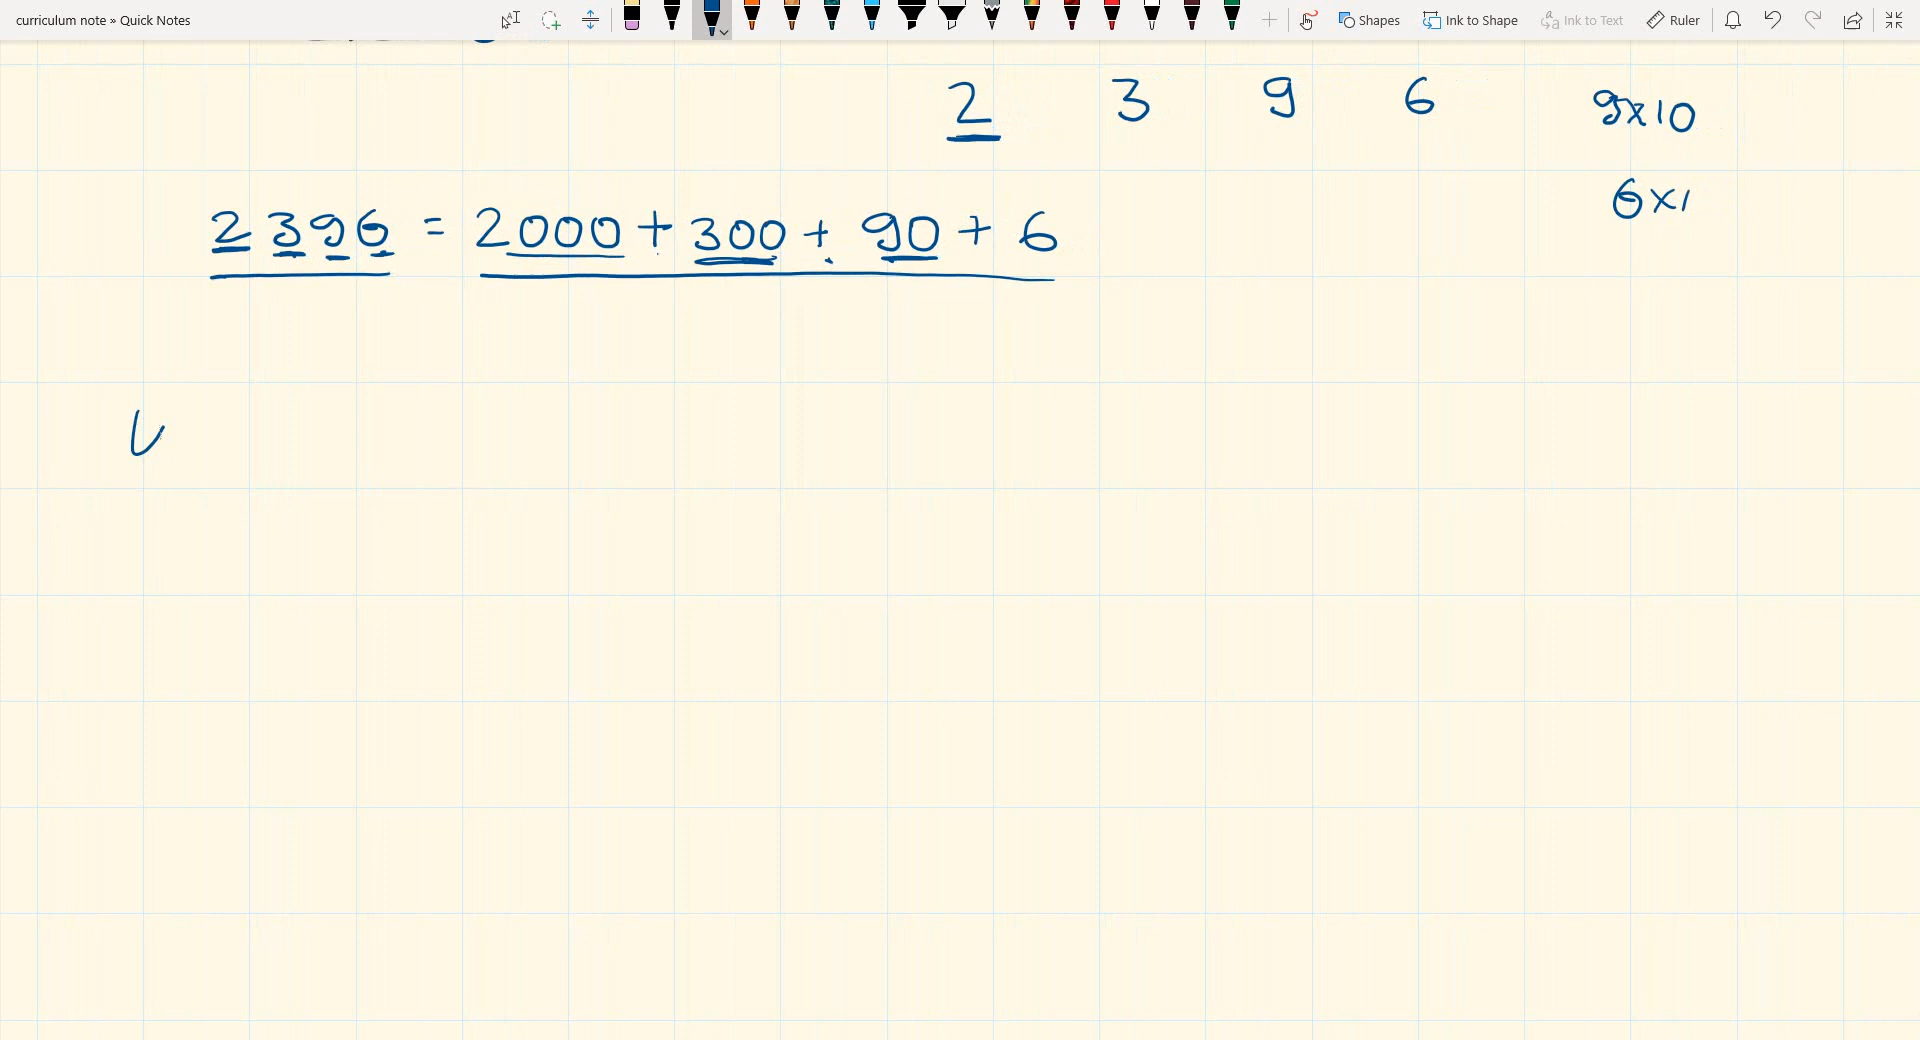 curriculum note » Quick Notes Shapes Ink to Shape Ink to Text Ruler
2 3 9 6 9x10
6x1
2396 = 2000 + 300 + 90 + 6